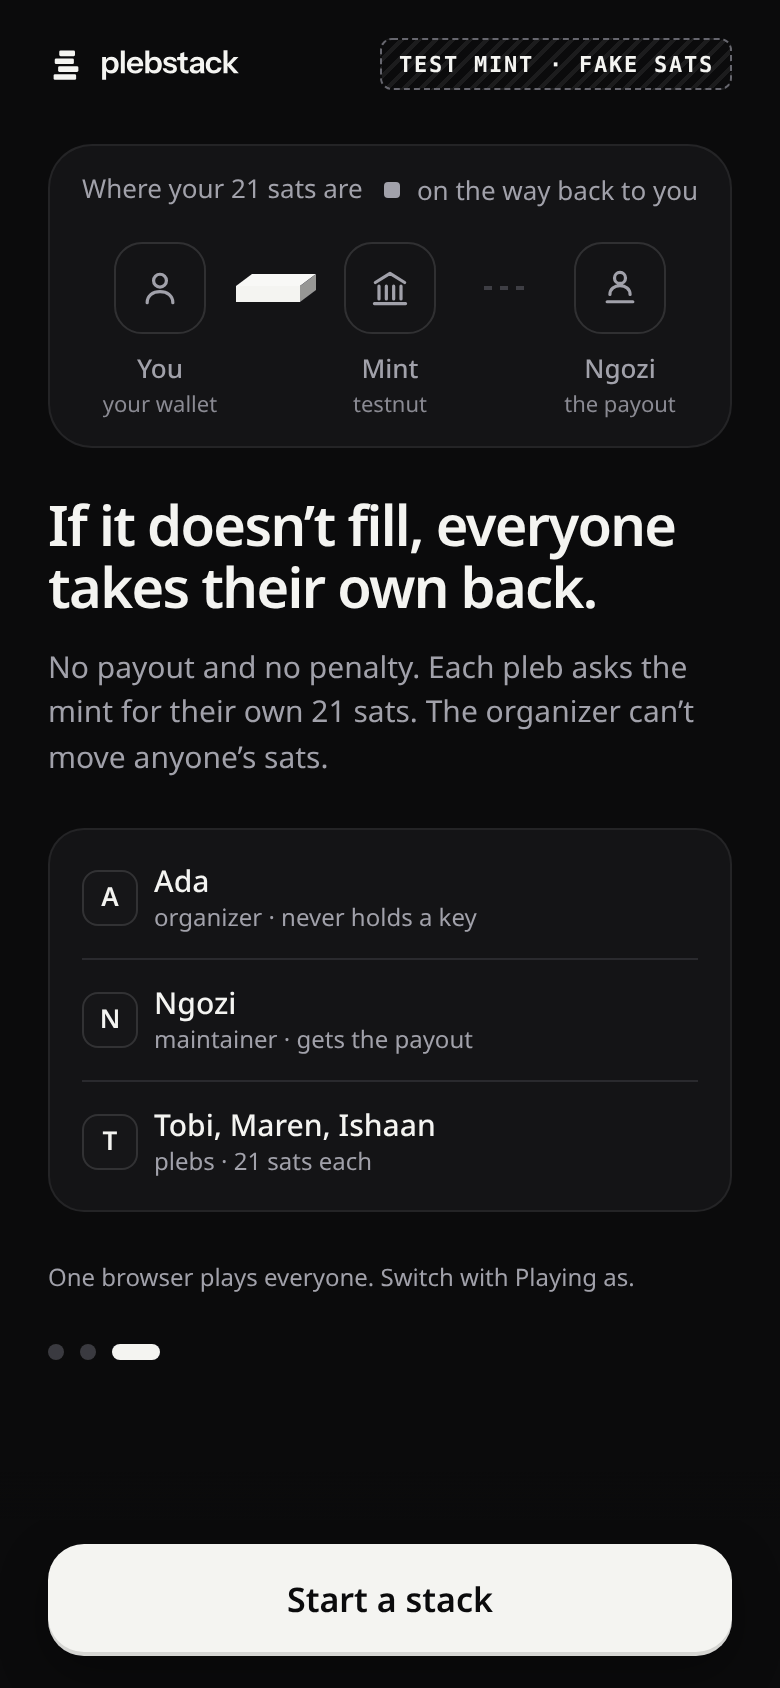 plebstack
TEST MINT · FAKE SATS
Where your 21 sats are
on the way back to you
You
your wallet
Mint
testnut
Ngozi
the payout
If it doesn’t fill, everyone
takes their own back.
No payout and no penalty. Each pleb asks the
mint for their own 21 sats. The organizer can’t
move anyone’s sats.
A
Ada
organizer · never holds a key
N
Ngozi
maintainer · gets the payout
T
Tobi, Maren, Ishaan
plebs · 21 sats each
One browser plays everyone. Switch with Playing as.
Start a stack